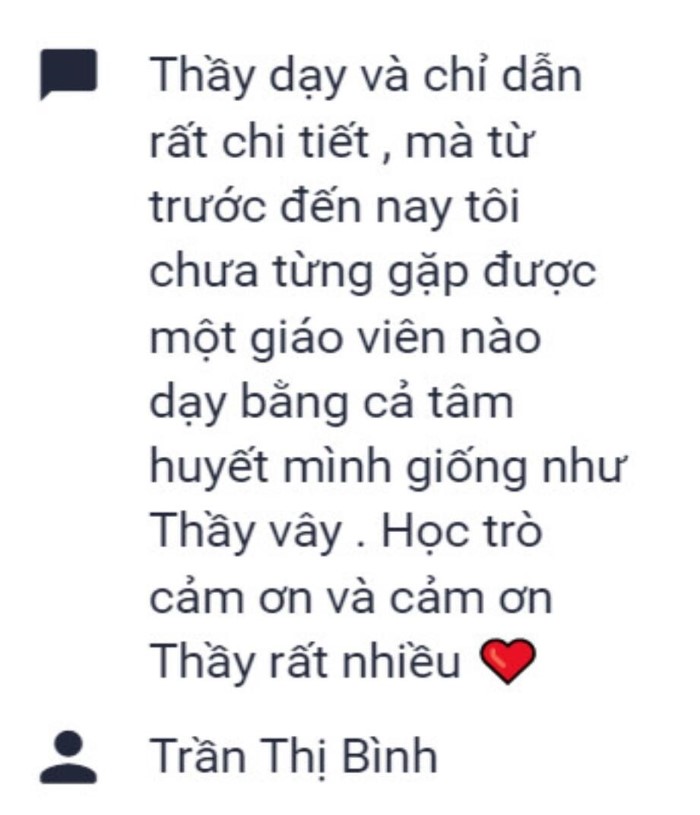 Thầy dạy và chỉ dẫn
rất chi tiết , mà từ
trước đến nay tôi
chưa từng gặp được
một giáo viên nào
dạy bằng cả tâm
huyết mình giống như
Thầy vây . Học trò
cảm ơn và cảm ơn
Thầy rất nhiều ❤️
Trần Thị Bình